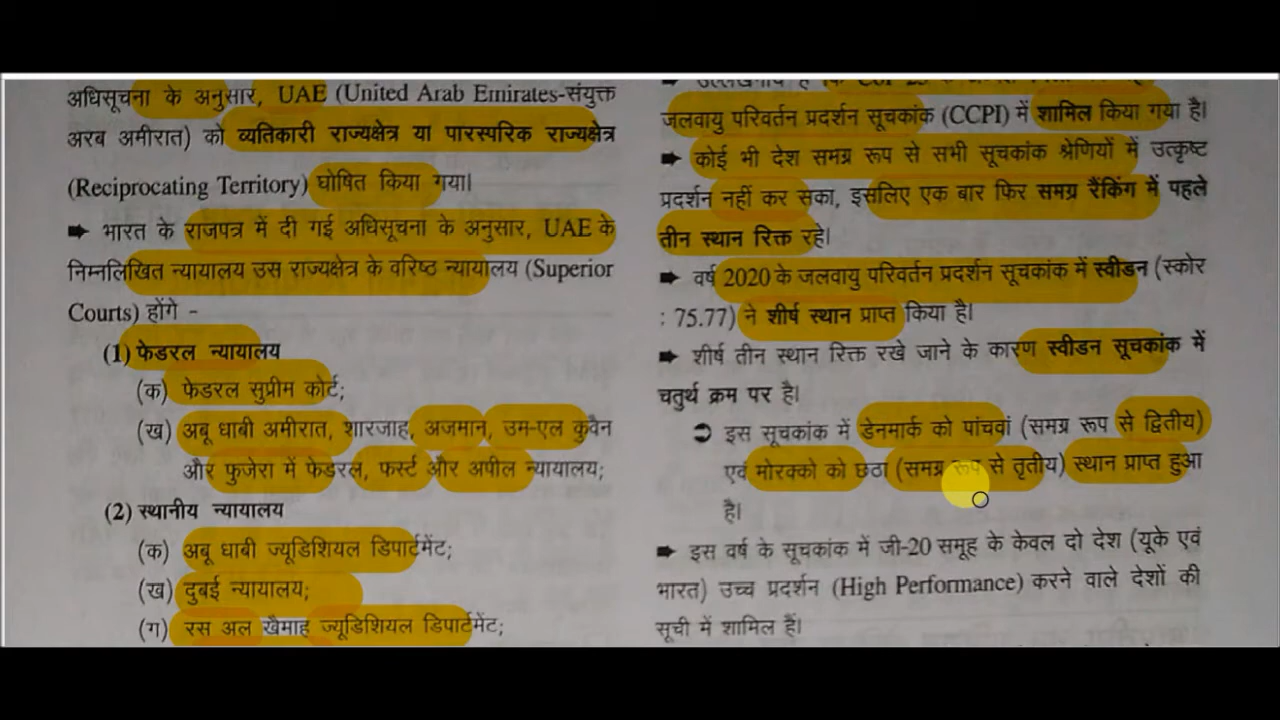 अधिसूचना के अनुसार, UAE (United Arab Emirates-संयुक्त
अरब अमीरात) को व्यतिकारी राज्यक्षेत्र या पारस्परिक राज्यक्षेत्र
(Reciprocating Territory) घोषित किया गया।
➡ भारत के राजपत्र में दी गई अधिसूचना के अनुसार, UAE के
निम्नलिखित न्यायालय उस राज्यक्षेत्र के वरिष्ठ न्यायालय (Superior
Courts) होंगे -
(1) फेडरल न्यायालय
(क) फेडरल सुप्रीम कोर्ट;
(ख) अबू धाबी अमीरात, शारजाह, अजमान, उम-एल कुवैन
और फुजेरा में फेडरल, फर्स्ट और अपील न्यायालय;
(2) स्थानीय न्यायालय
(क) अबू धाबी ज्यूडिशियल डिपार्टमेंट;
(ख) दुबई न्यायालय;
(ग) रस अल खैमाह ज्यूडिशियल डिपार्टमेंट;
जलवायु परिवर्तन प्रदर्शन सूचकांक (CCPI) में शामिल किया गया है।
➡ कोई भी देश समग्र रूप से सभी सूचकांक श्रेणियों में उत्कृष्ट
प्रदर्शन नहीं कर सका, इसलिए एक बार फिर समग्र रैंकिंग में पहले
तीन स्थान रिक्त रहे।
➡ वर्ष 2020 के जलवायु परिवर्तन प्रदर्शन सूचकांक में स्वीडन (स्कोर
: 75.77) ने शीर्ष स्थान प्राप्त किया है।
➡ शीर्ष तीन स्थान रिक्त रखे जाने के कारण स्वीडन सूचकांक में
चतुर्थ क्रम पर है।
➲ इस सूचकांक में डेनमार्क को पांचवां (समग्र रूप से द्वितीय)
एवं मोरक्को को छठा (समग्र रूप से तृतीय) स्थान प्राप्त हुआ
है।
➡ इस वर्ष के सूचकांक में जी-20 समूह के केवल दो देश (यूके एवं
भारत) उच्च प्रदर्शन (High Performance) करने वाले देशों की
सूची में शामिल हैं।